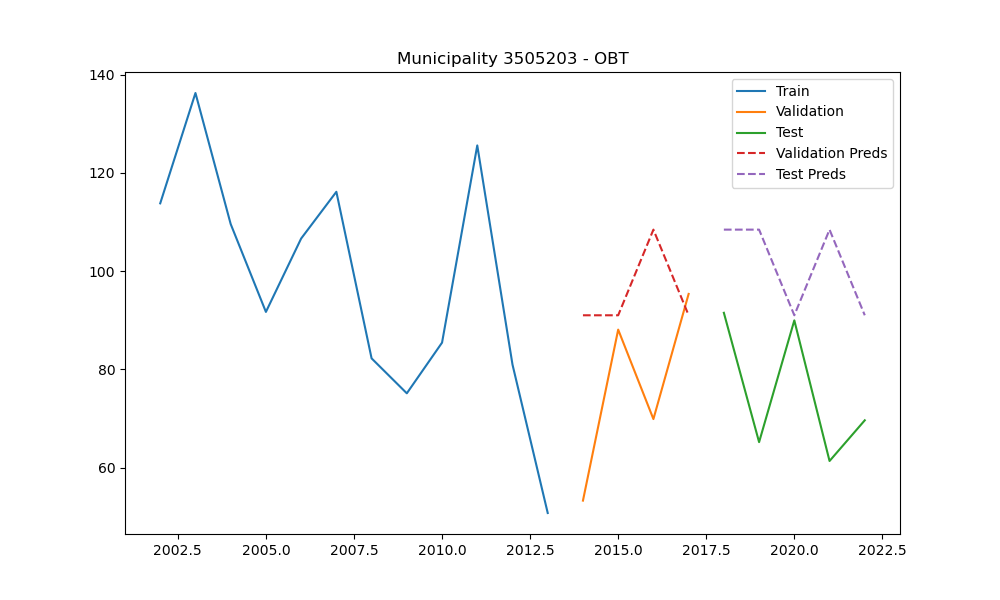 Municipality 3505203 - OBT
140
120
100
80
60
Train
Validation
Test
Validation Preds
Test Preds
2002.5 2005.0 2007.5 2010.0 2012.5 2015.0 2017.5 2020.0 2022.5